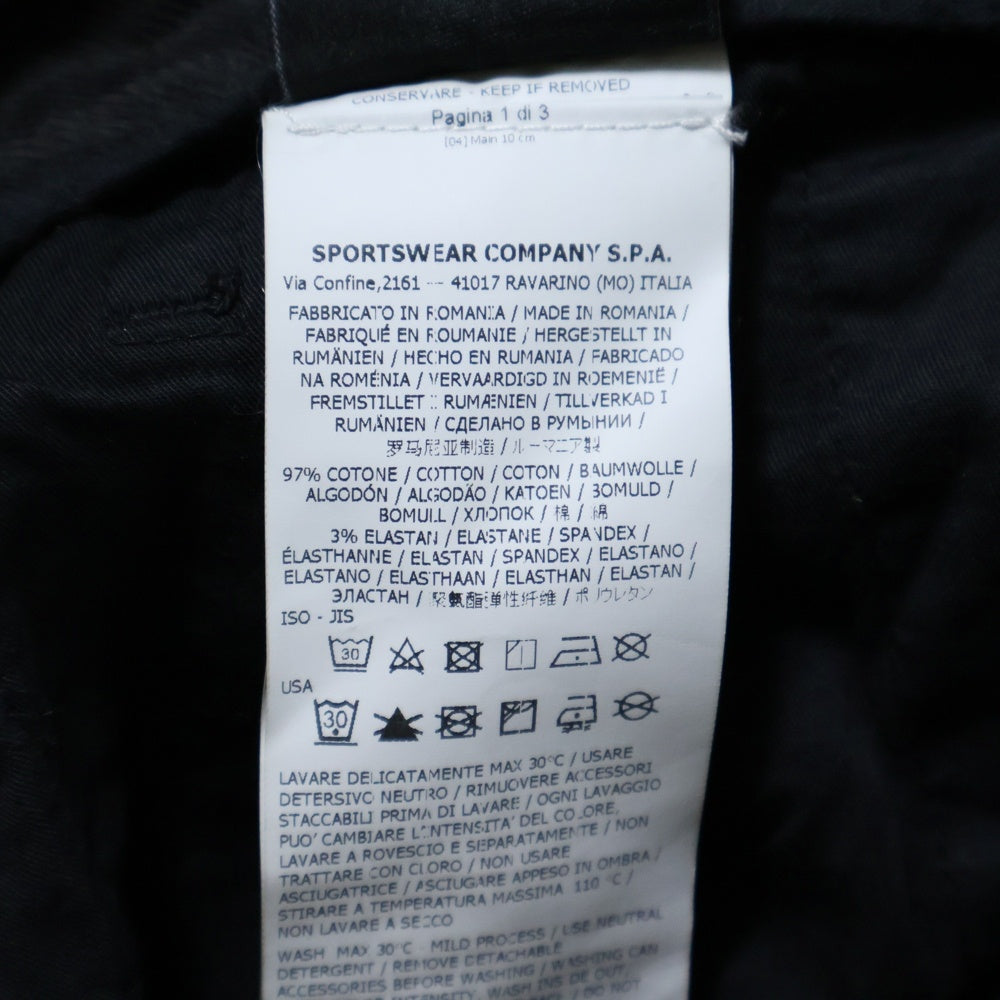 CONSERVARE - KEEP IF REMOVED
Pagina 1 di 3
[04] Main 10 cm
SPORTSWEAR COMPANY S.P.A.
Via Confine,2161 -- 41017 RAVARINO (MO) ITALIA
FABBRICATO IN ROMANIA / MADE IN ROMANIA /
FABRIQUÉ EN ROUMANIE / HERGESTELLT IN
RUMÄNIEN / HECHO EN RUMANIA / FABRICADO
NA ROMÉNIA / VERVAARDIGD IN ROEMENIË /
FREMSTILLET I RUMÆNIEN / TILLVERKAD I
RUMÄNIEN / СДЕЛАНО В РУМЫНИИ /
罗马尼亚制造 / ルーマニア製
97% COTONE / COTTON / COTON / BAUMWOLLE /
ALGODÓN / ALGODÃO / KATOEN / BOMULD /
BOMULL / ХЛОПОК / 棉 / 綿
3% ELASTAN / ELASTANE / SPANDEX /
ÉLASTHANNE / ELASTAN / SPANDEX / ELASTANO /
ELASTANO / ELASTHAAN / ELASTHAN / ELASTAN /
ЭЛАСТАН / 聚氨酯弹性纤维 / ポリウレタン
ISO - JIS
30
USA
30
LAVARE DELICATAMENTE MAX 30°C / USARE
DETERSIVO NEUTRO / RIMUOVERE ACCESSORI
STACCABILI PRIMA DI LAVARE / OGNI LAVAGGIO
PUO' CAMBIARE L'INTENSITA' DEL COLORE,
LAVARE A ROVESCIO E SEPARATAMENTE / NON
TRATTARE CON CLORO / NON USARE
ASCIUGATRICE / ASCIUGARE APPESO IN OMBRA /
STIRARE A TEMPERATURA MASSIMA 110 °C /
NON LAVARE A SECCO
WASH MAX 30°C - MILD PROCESS / USE NEUTRAL
DETERGENT / REMOVE DETACHABLE
ACCESSORIES BEFORE WASHING / WASHING CAN
INTENSITY, WASH INSIDE OUT,
/ DO NOT